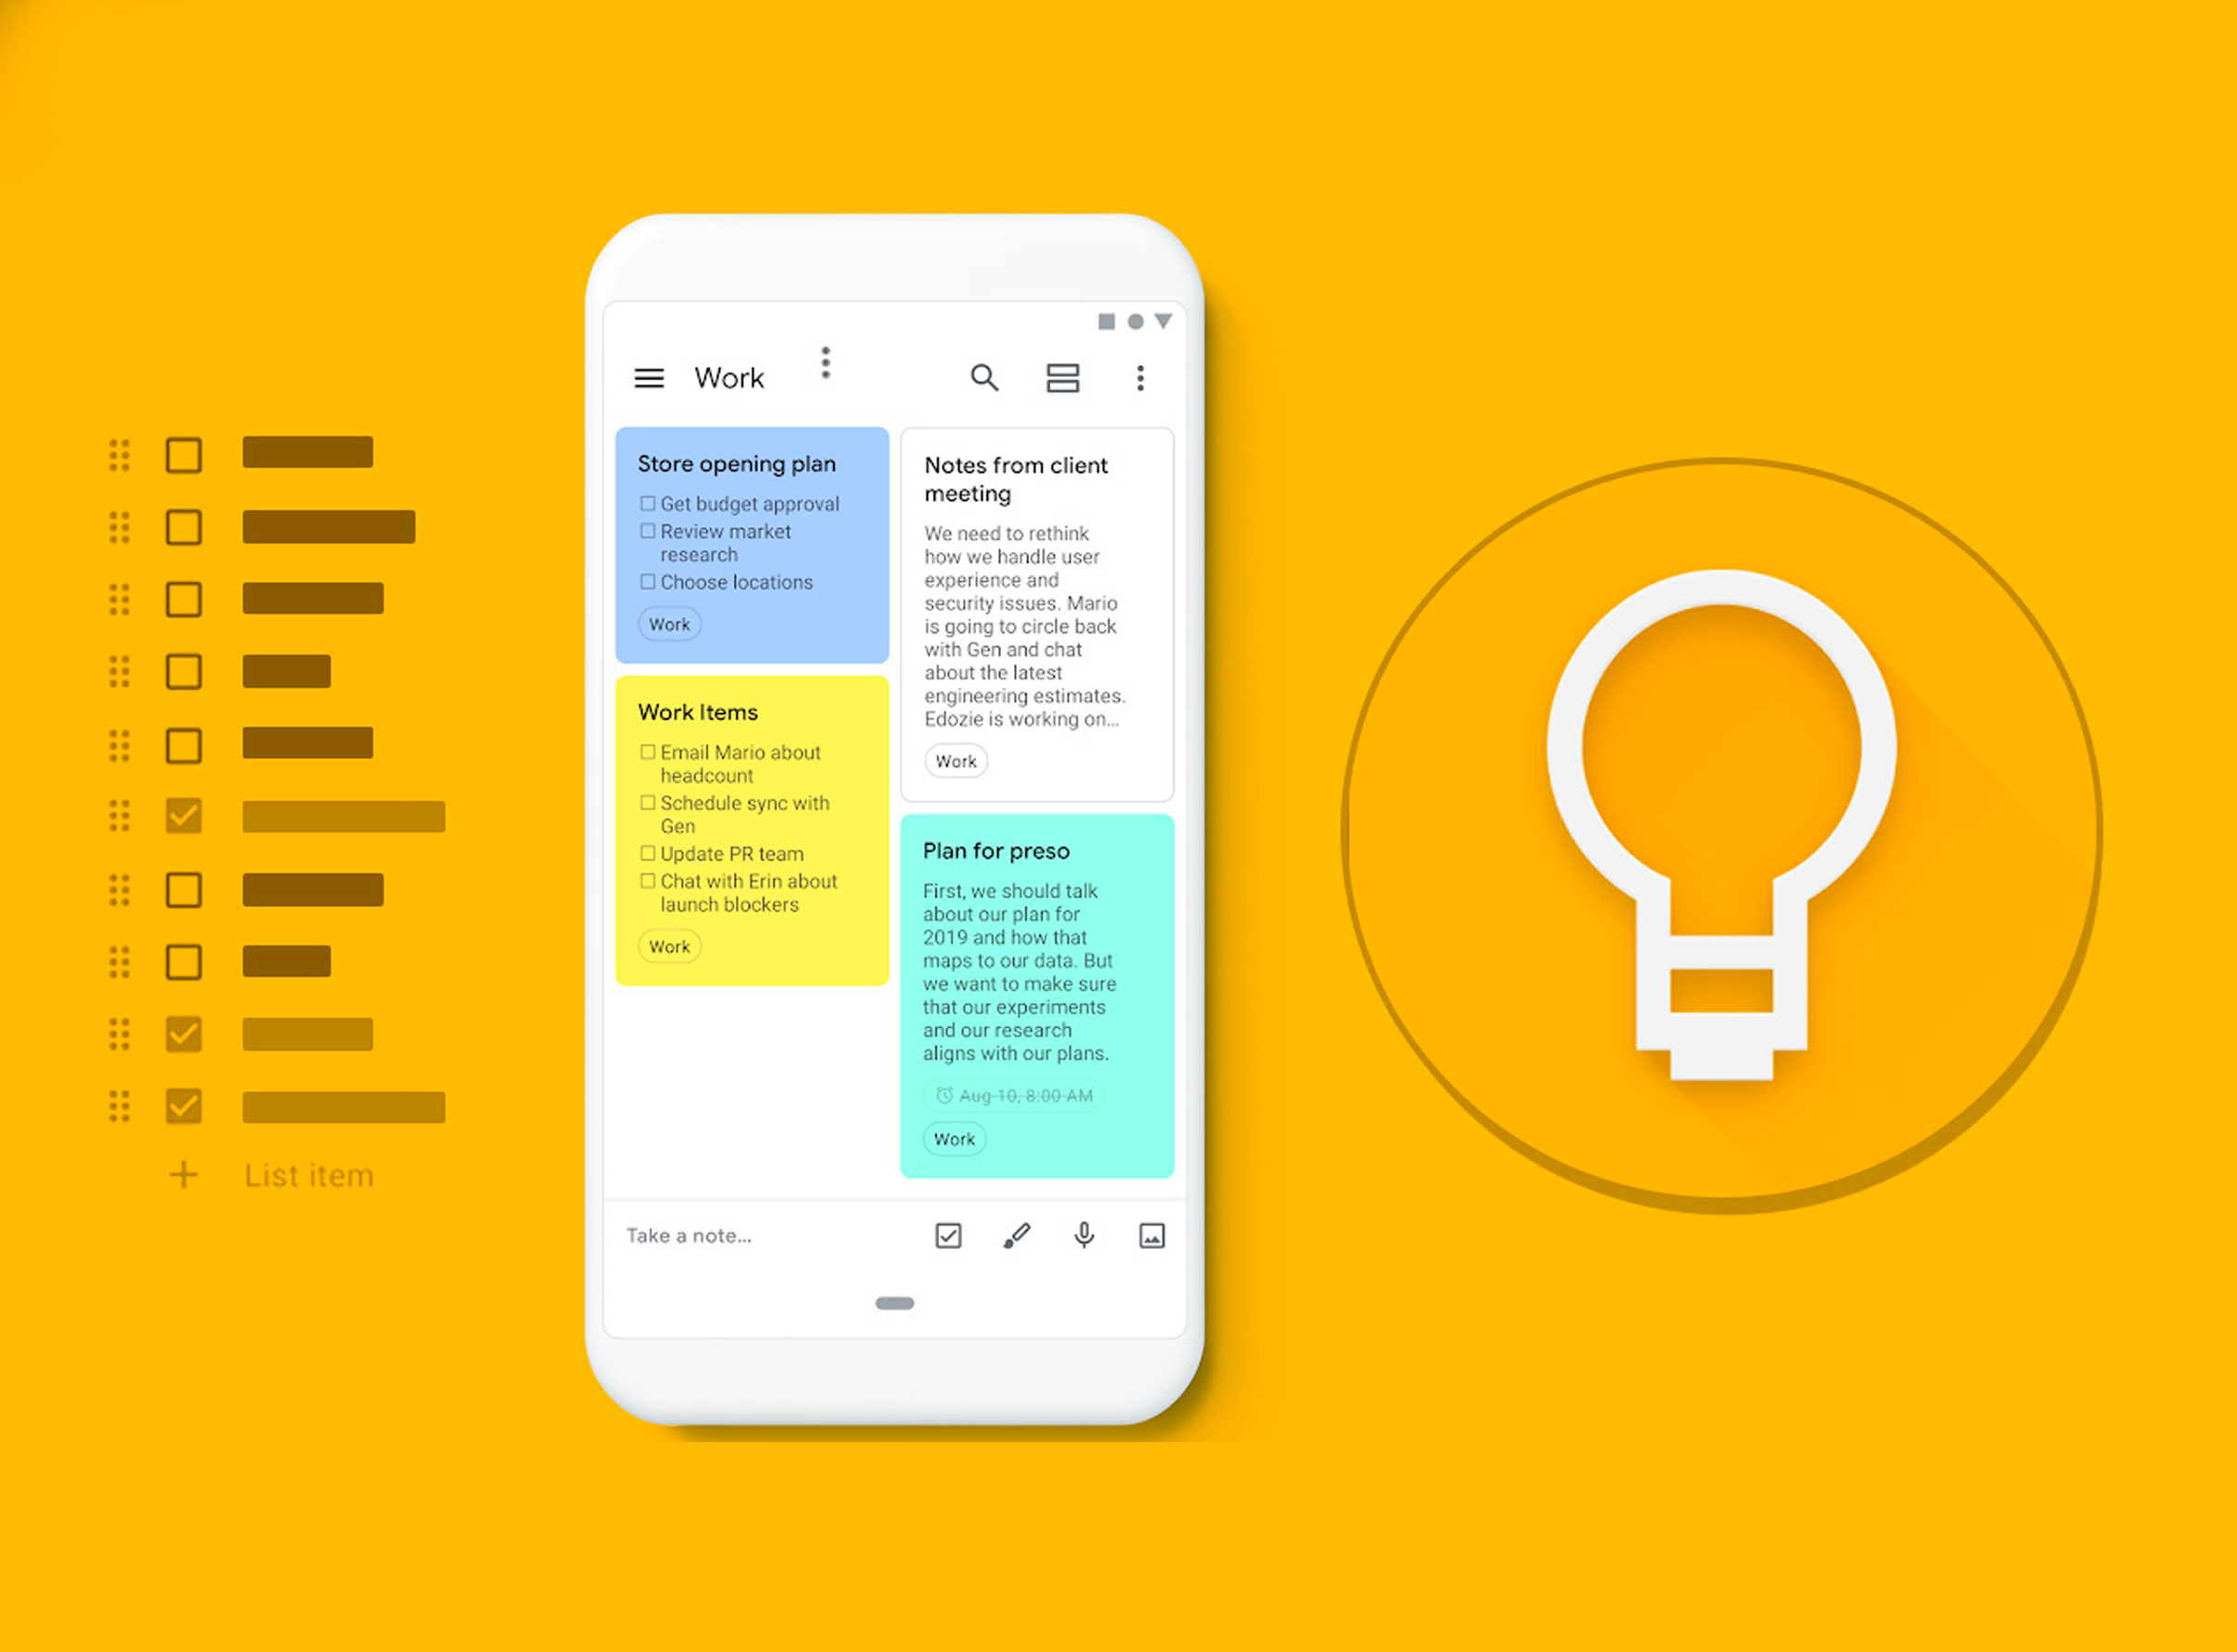 Work
Store opening plan
Get budget approval
Review market
research
Choose locations
Work
Work Items
Email Mario about
headcount
Schedule sync with
Gen
Update PR team
Chat with Erin about
launch blockers
Work
Notes from client
meeting
We need to rethink
how we handle user
experience and
security issues. Mario
is going to circle back
with Gen and chat
about the latest
engineering estimates.
Edozie is working on...
Work
Plan for preso
First, we should talk
about our plan for
2019 and how that
maps to our data. But
we want to make sure
that our experiments
and our research
aligns with our plans.
Aug 10, 8:00 AM
Work
Take a note...
List item